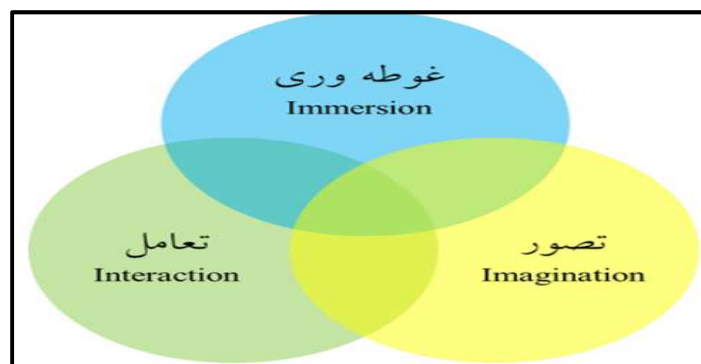 غوطه وری
Immersion
تعامل
Interaction
تصور
Imagination